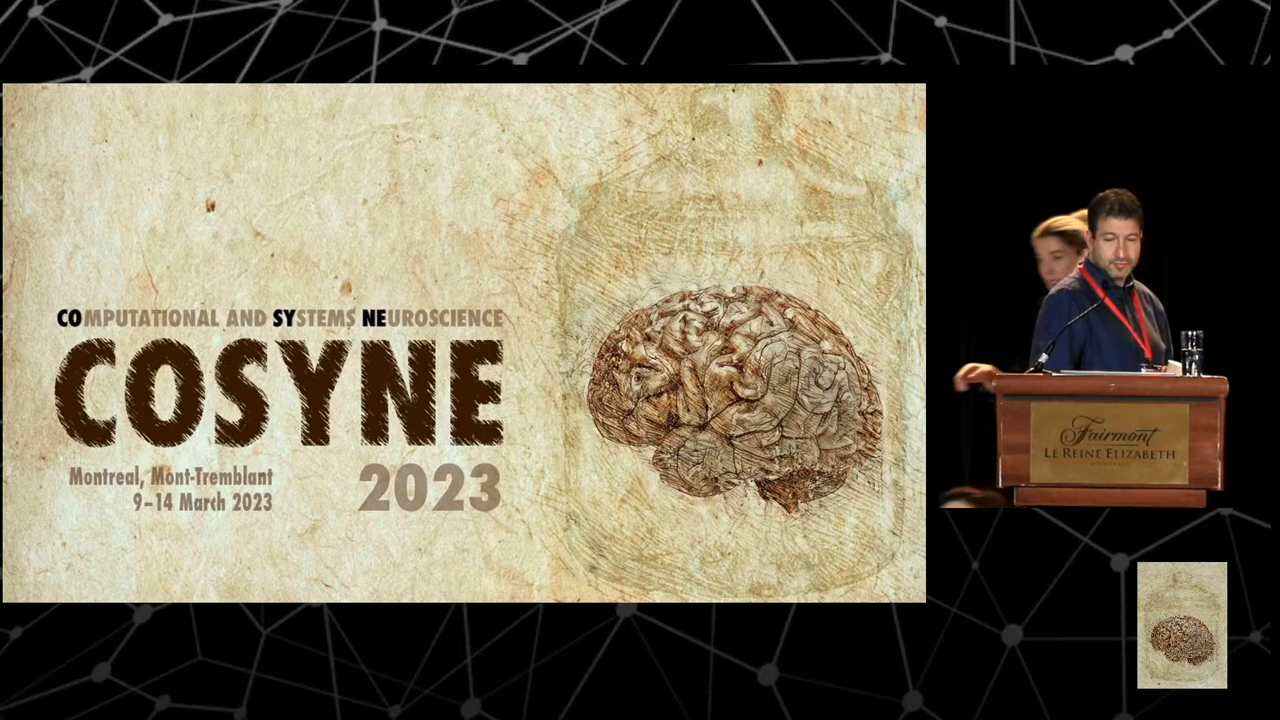 COMPUTATIONAL AND SYSTEMS NEUROSCIENCE
COSYNE
Montreal, Mont-Tremblant
9–14 March 2023
2023
Fairmont
LE REINE ELIZABETH